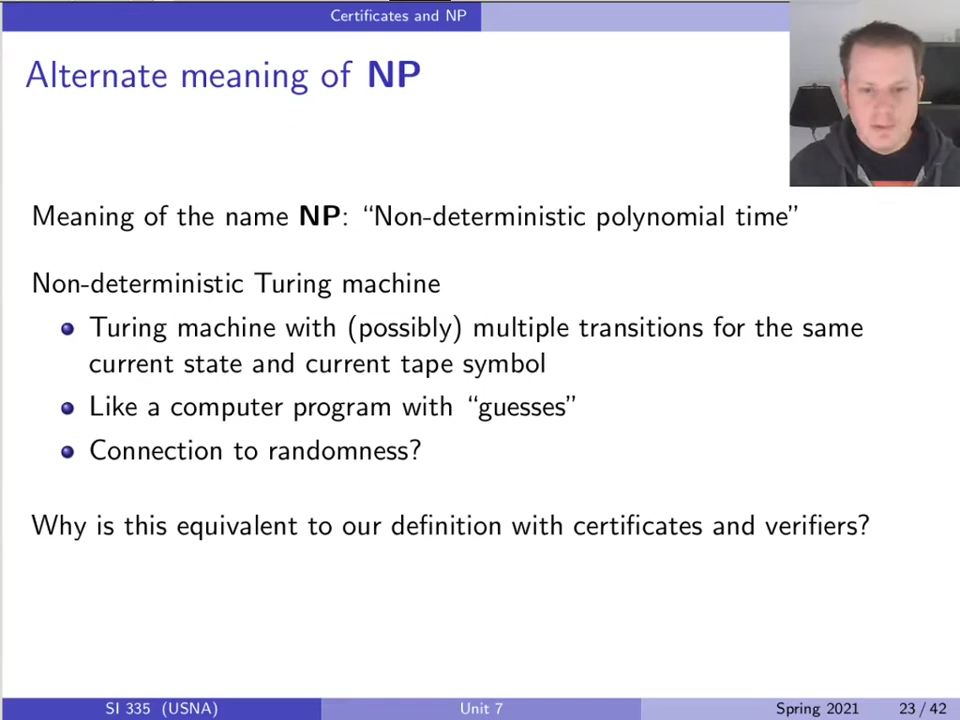 Certificates and NP
Alternate meaning of NP
Meaning of the name NP: “Non-deterministic polynomial time”
Non-deterministic Turing machine
Turing machine with (possibly) multiple transitions for the same
current state and current tape symbol
Like a computer program with “guesses”
Connection to randomness?
Why is this equivalent to our definition with certificates and verifiers?
SI 335 (USNA) Unit 7 Spring 2021 23 / 42